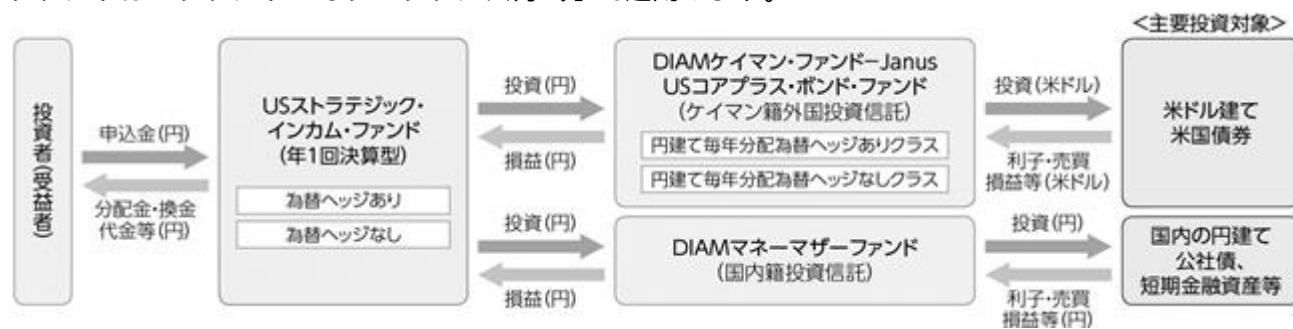 <主要投資対象>
投資者(受益者)
申込金(円)
分配金・換金
代金等(円)
USストラテジック・
インカム・ファンド
(年1回決算型)
為替ヘッジあり
為替ヘッジなし
投資(円)
損益(円)
投資(円)
損益(円)
DIAMケイマン・ファンド−Janus
USコアプラス・ボンド・ファンド
(ケイマン籍外国投資信託)
円建て毎年分配為替ヘッジありクラス
円建て毎年分配為替ヘッジなしクラス
DIAMマネーマザーファンド
(国内籍投資信託)
投資(米ドル)
利子・売買
損益等(米ドル)
投資(円)
利子・売買
損益等(円)
米ドル建て
米国債券
国内の円建て
公社債、
短期金融資産等